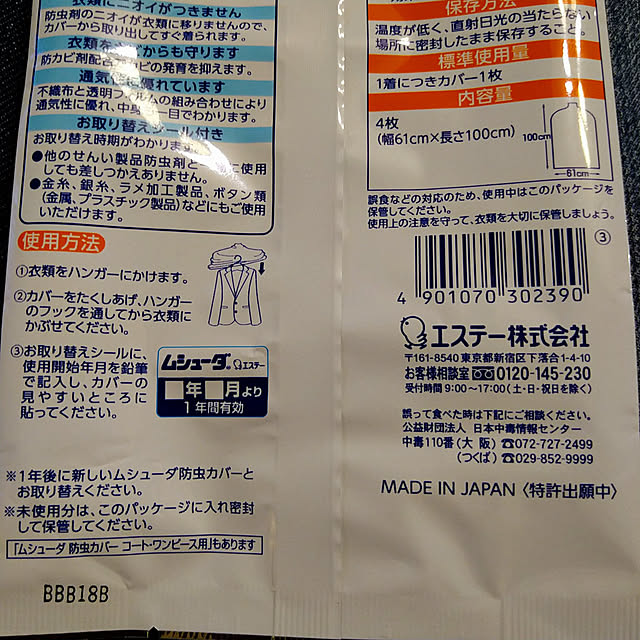 衣類にニオイがつきません
防虫剤のニオイが衣類に移りませんので、
カバーから取り出してすぐ着られます。
からも守ります
防カビ剤配合
の発育を抑えます。
通気性に優れています
不織布と透明フィルムの組み合わせにより
通気性に優れ、中身
目でわかります。
お取り替えシール付き
お取り替え時期がわかります。
●他のせんい製品防虫剤と
に使用
しても差しつかえありません。
●金糸、銀糸、ラメ加工製品、ボタン類
(金属、プラスチック製品)などにもご使用
いただけます。
使用方法
①衣類をハンガーにかけます。
②カバーをたくしあげ、ハンガー
のフックを通してから衣類に
かぶせてください。
③お取り替えシールに、
使用開始年月を鉛筆
で記入し、カバーの
見やすいところに
貼ってください。
ムシューダ エステー
年 月より
1年間有効
※1年後に新しいムシューダ防虫カバーと
お取り替えください。
※未使用分は、このパッケージに入れ密封
して保管してください。
「ムシューダ 防虫カバー コート・ワンピース用」もあります
BBB18B
保存方法
温度が低く、直射日光の当たらない
場所に密封したまま保存すること。
標準使用量
1着につきカバー1枚
内容量
4枚
(幅61cm×長さ100cm)
100cm
61cm
誤食などの対応のため、使用中はこのパッケージを
保管してください。
使用上の注意を守って、衣類を大切に保管しましょう。
③
4 901070 302390
エステー株式会社
〒161-8540 東京都新宿区下落合1-4-10
お客様相談室 0120-145-230
受付時間 9:00〜17:00(土・日・祝日を除く)
誤って食べた時は下記にご相談ください。
公益財団法人 日本中毒情報センター
中毒110番(大 阪)☎072-727-2499
(つくば)☎029-852-9999
MADE IN JAPAN〈特許出願中〉